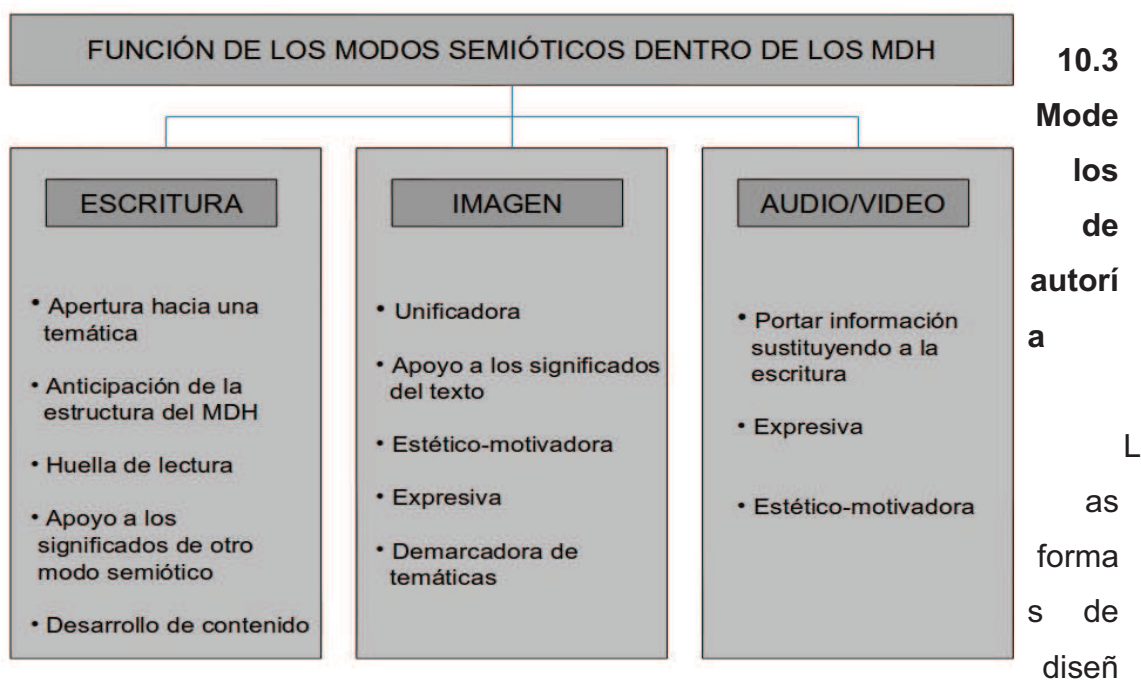 FUNCIÓN DE LOS MODOS SEMIÓTICOS DENTRO DE LOS MDH
ESCRITURA
• Apertura hacia una
temática
• Anticipación de la
estructura del MDH
• Huella de lectura
• Apoyo a los
significados de otro
modo semiótico
• Desarrollo de contenido
IMAGEN
• Unificadora
• Apoyo a los significados
del texto
• Estético-motivadora
• Expresiva
• Demarcadora de
temáticas
AUDIO/VIDEO
• Portar información
sustituyendo a la
escritura
• Expresiva
• Estético-motivadora
10.3
Mode
los
de
autorí
a
L
as
forma
s de
diseñ